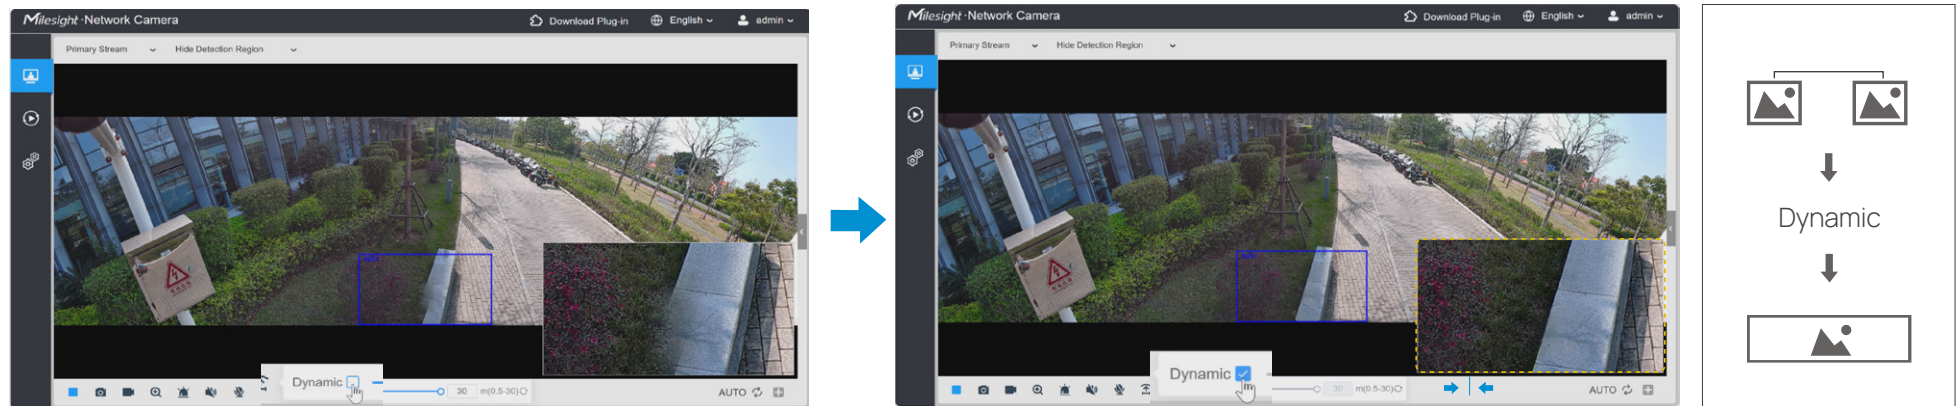 Milesight · Network Camera
Download Plug-in
English
admin
Primary Stream
Hide Detection Region
Dynamic
30
m(0.5-30)
AUTO
Milesight · Network Camera
Download Plug-in
English
admin
Primary Stream
Hide Detection Region
Dynamic
30
m(0.5-30)
AUTO
Dynamic